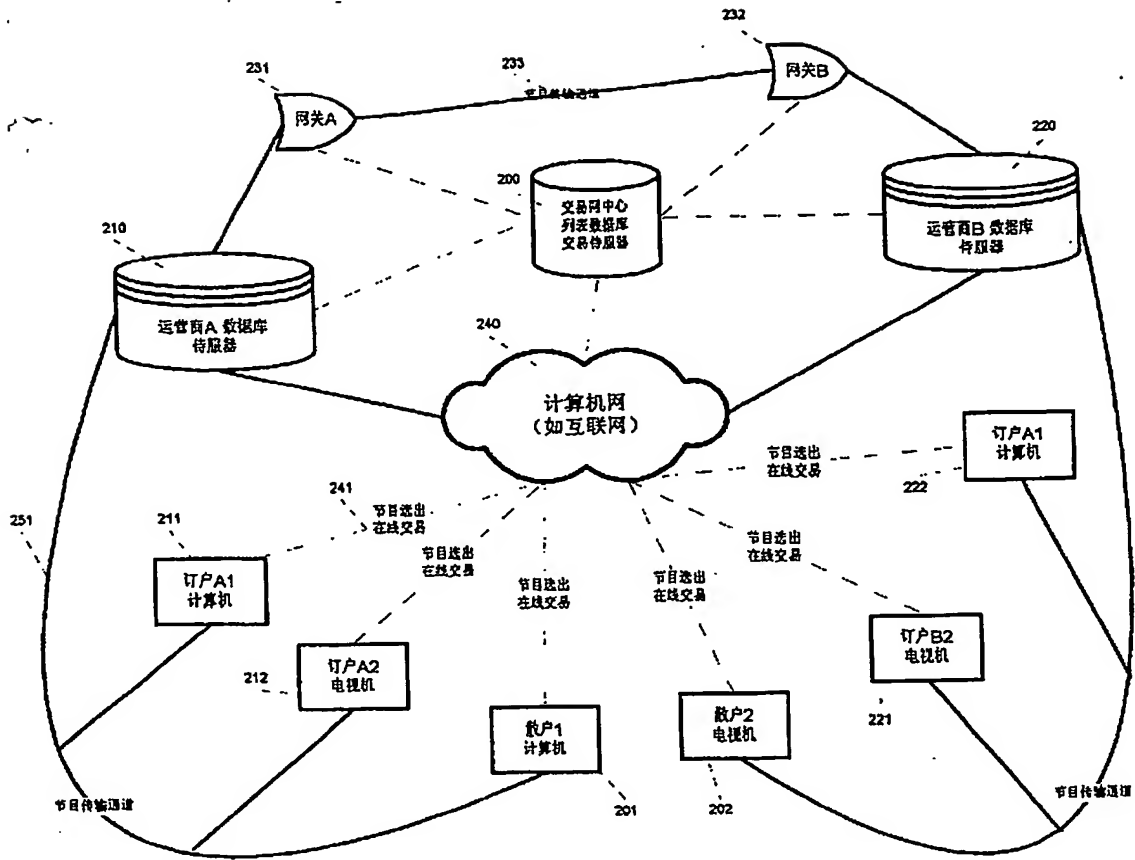 232
231
233
网关B
节目传输通道
网关A
220
200
交易网中心
列表数据库
交易侍服器
210
运营商B 数据库
侍服器
运营商A 数据库
侍服器
240
计算机网
(如互联网)
订户A1
计算机
节目选出
在线交易
222
241
节目选出
在线交易
251
211
节目选出
在线交易
节目选出
在线交易
订户A1
计算机
节目选出
在线交易
节目选出
在线交易
订户A2
电视机
212
订户B2
电视机
221
散户1
计算机
散户2
电视机
节目传输通道
201
202
节目传输通道